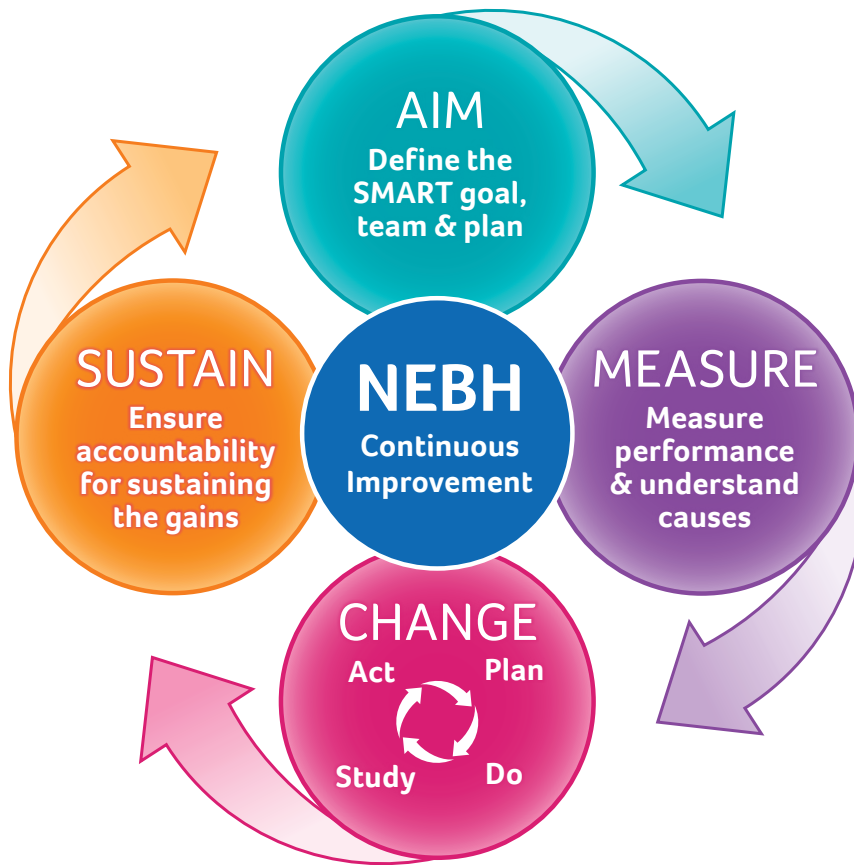 AIM
Define the
SMART goal,
team & plan
SUSTAIN
Ensure
accountability
for sustaining
the gains
NEBH
Continuous
Improvement
MEASURE
Measure
performance
& understand
causes
CHANGE
Act
Plan
Study
Do